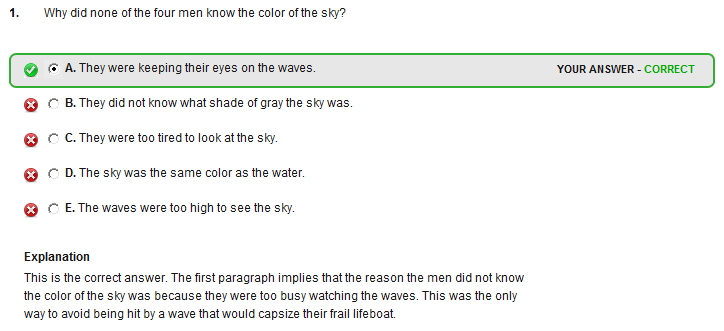 1. Why did none of the four men know the color of the sky?
A. They were keeping their eyes on the waves. YOUR ANSWER - CORRECT
B. They did not know what shade of gray the sky was.
C. They were too tired to look at the sky.
D. The sky was the same color as the water.
E. The waves were too high to see the sky.
Explanation
This is the correct answer. The first paragraph implies that the reason the men did not know
the color of the sky was because they were too busy watching the waves. This was the only
way to avoid being hit by a wave that would capsize their frail lifeboat.